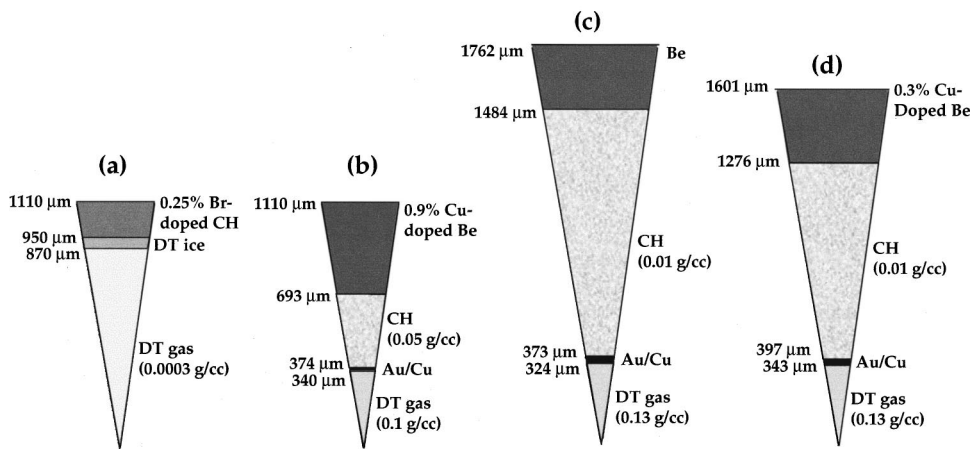 (a)
1110 µm
0.25% Br-
doped CH
950 µm
DT ice
870 µm
DT gas
(0.0003 g/cc)
(b)
1110 µm
0.9% Cu-
doped Be
693 µm
CH
(0.05 g/cc)
374 µm
Au/Cu
340 µm
DT gas
(0.1 g/cc)
(c)
1762 µm
Be
1484 µm
CH
(0.01 g/cc)
373 µm
Au/Cu
324 µm
DT gas
(0.13 g/cc)
(d)
1601 µm
0.3% Cu-
Doped Be
1276 µm
CH
(0.01 g/cc)
397 µm
Au/Cu
343 µm
DT gas
(0.13 g/cc)